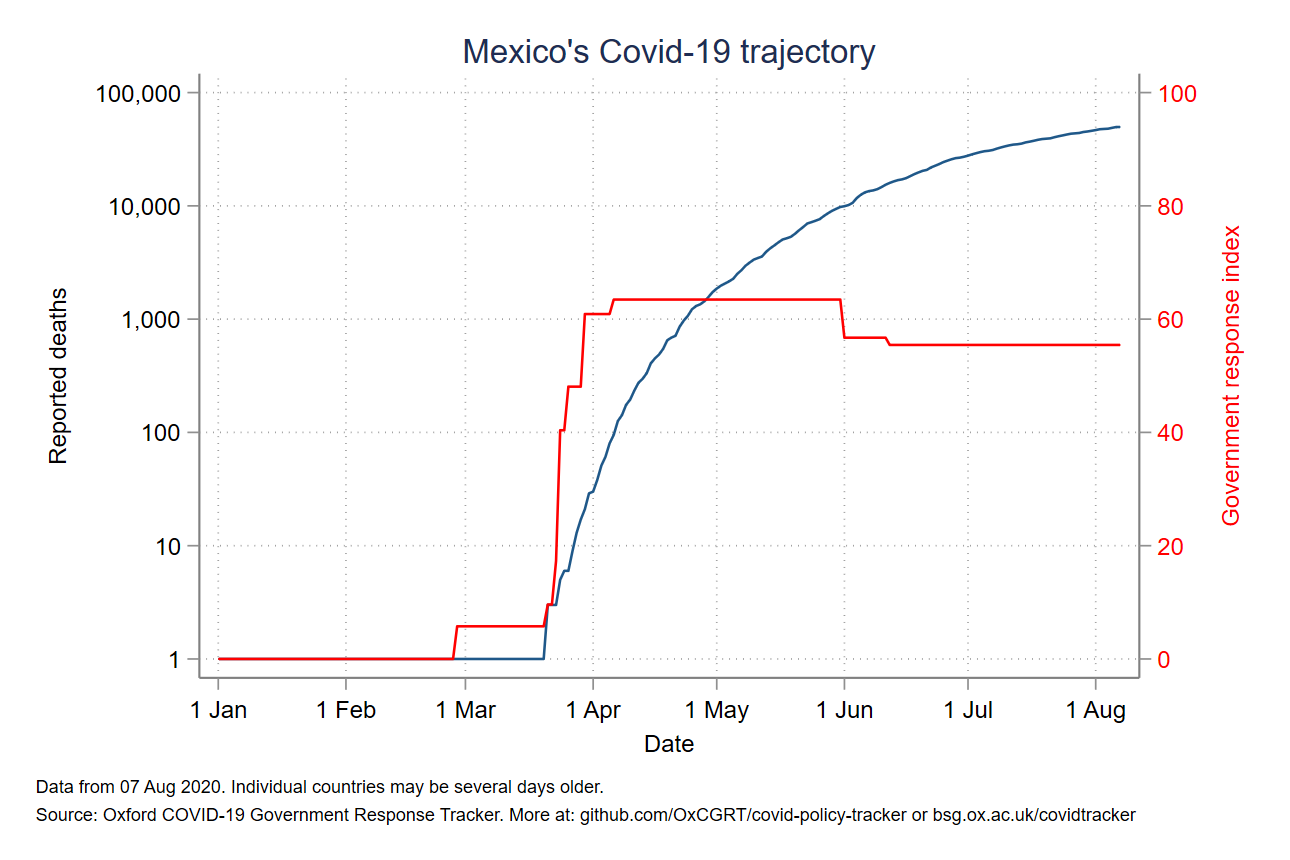 Mexico's Covid-19 trajectory
100,000
10,000
1,000
100
10
1
Reported deaths
100
80
60
40
20
0
Government response index
1 Jan
1 Feb
1 Mar
1 Apr
1 May
1 Jun
1 Jul
1 Aug
Date
Data from 07 Aug 2020. Individual countries may be several days older.
Source: Oxford COVID-19 Government Response Tracker. More at: github.com/OxCGRT/covid-policy-tracker or bsg.ox.ac.uk/covidtracker